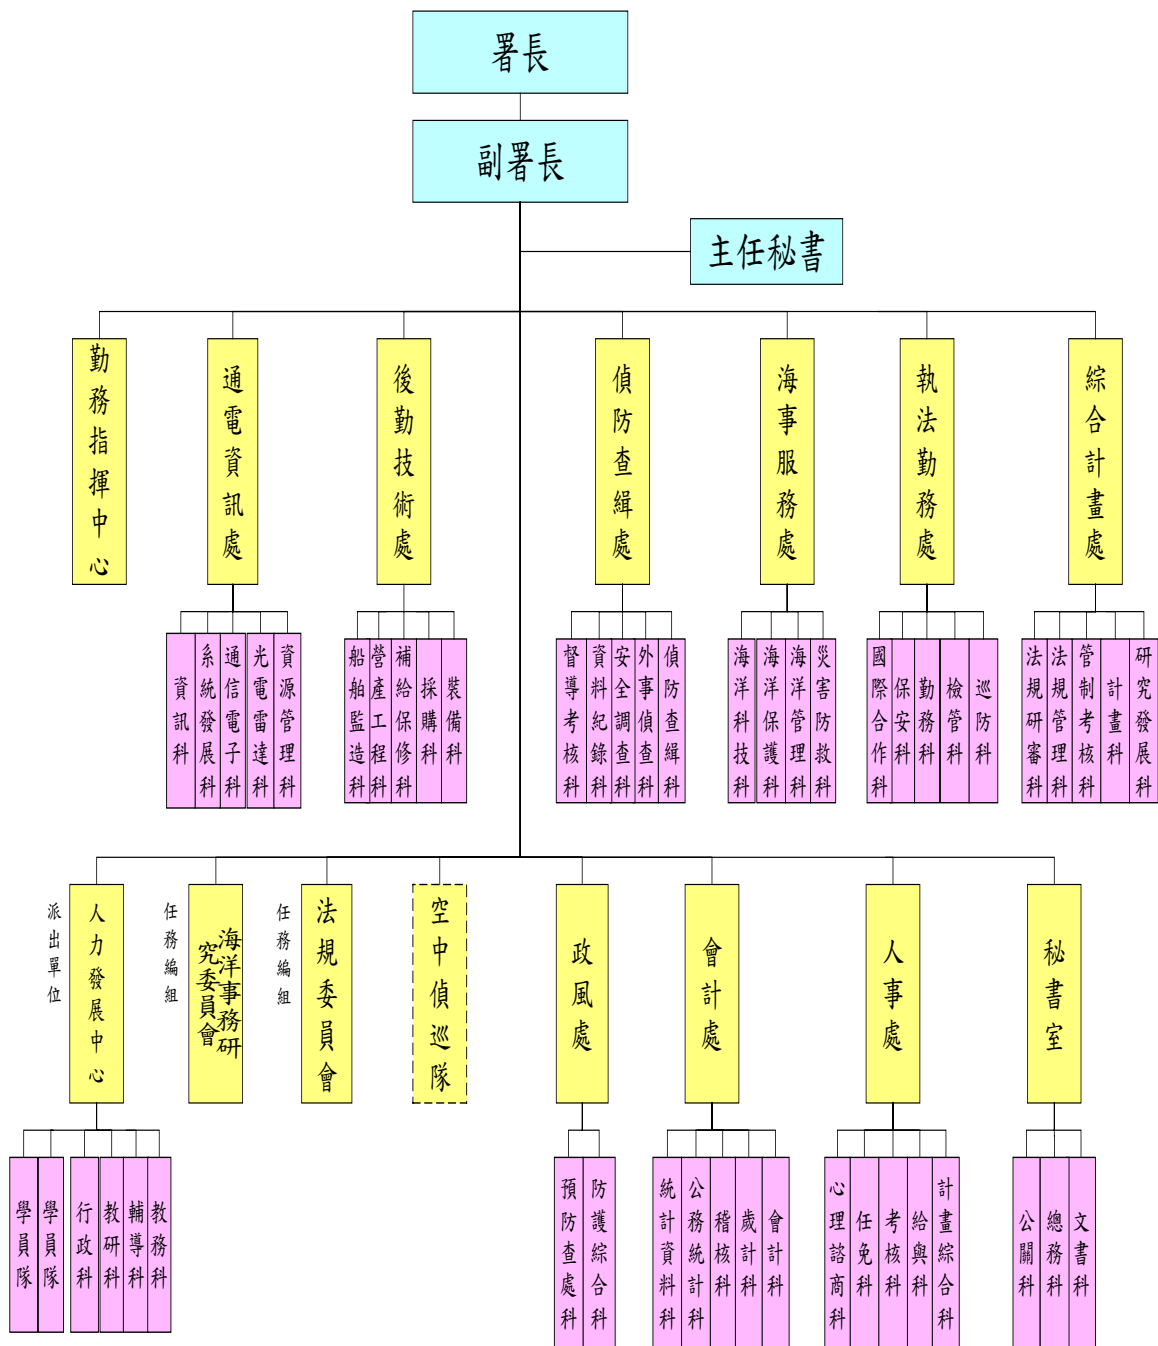 署長
副署長
主任秘書
勤務指揮中心
通電資訊處
後勤技術處
偵防查緝處
海事服務處
執法勤務處
綜合計畫處
資訊科
系統發展科
通信電子科
光電雷達科
資源管理科
船舶監造科
營產工程科
補給保修科
採購科
裝備科
督導考核科
資料紀錄科
安全調查科
外事偵查科
偵防查緝科
海洋科技科
海洋保護科
海洋管理科
災害防救科
國際合作科
保安科
勤務科
檢管科
巡防科
法規研審科
法規管理科
管制考核科
計畫科
研究發展科
派出單位
人力發展中心
任務編組
海洋事務研
究委員會
任務編組
法規委員會
空中偵巡隊
政風處
會計處
人事處
秘書室
學員隊
學員隊
行政科
教研科
輔導科
教務科
預防查處科
防護綜合科
統計資料科
公務統計科
稽核科
歲計科
會計科
心理諮商科
任免科
考核科
給與科
計畫綜合科
公關科
總務科
文書科